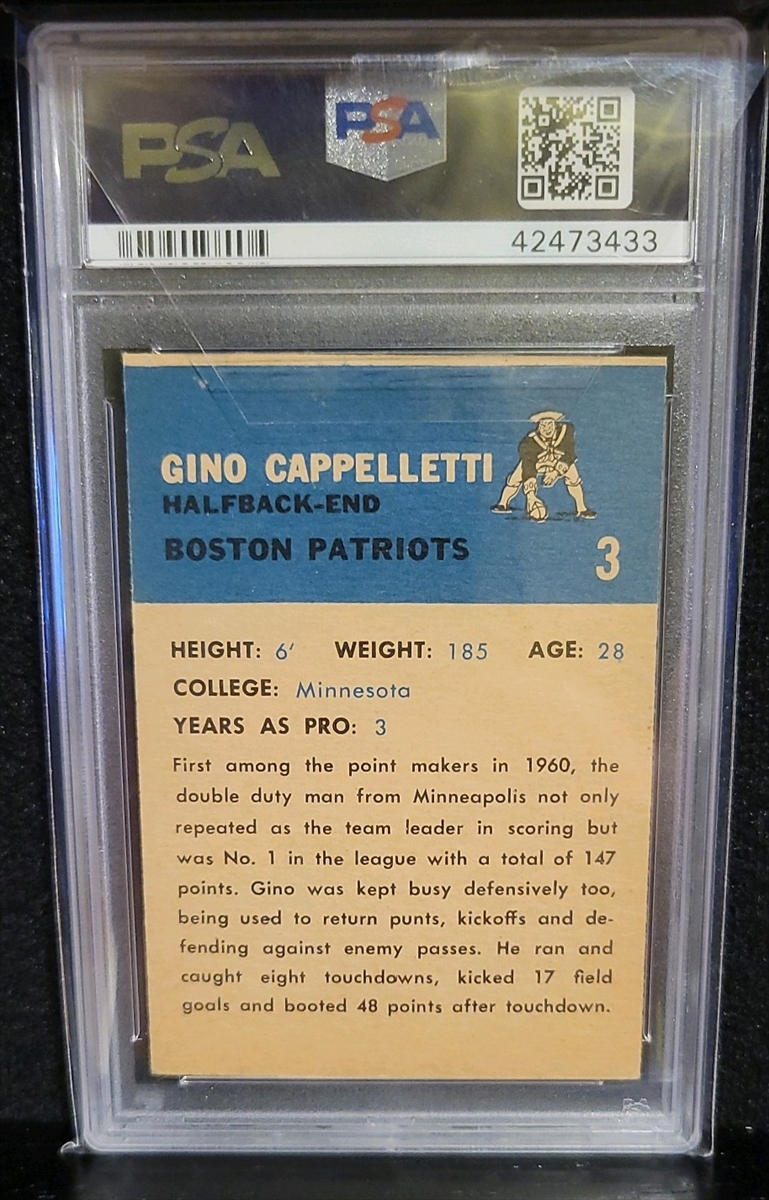 PSA
PSA
42473433
GINO CAPPELLETTI
HALFBACK-END
BOSTON PATRIOTS
3
HEIGHT: 6' WEIGHT: 185 AGE: 28
COLLEGE: Minnesota
YEARS AS PRO: 3
First among the point makers in 1960, the
double duty man from Minneapolis not only
repeated as the team leader in scoring but
was No. 1 in the league with a total of 147
points. Gino was kept busy defensively too,
being used to return punts, kickoffs and de-
fending against enemy passes. He ran and
caught eight touchdowns, kicked 17 field
goals and booted 48 points after touchdown.
PSA